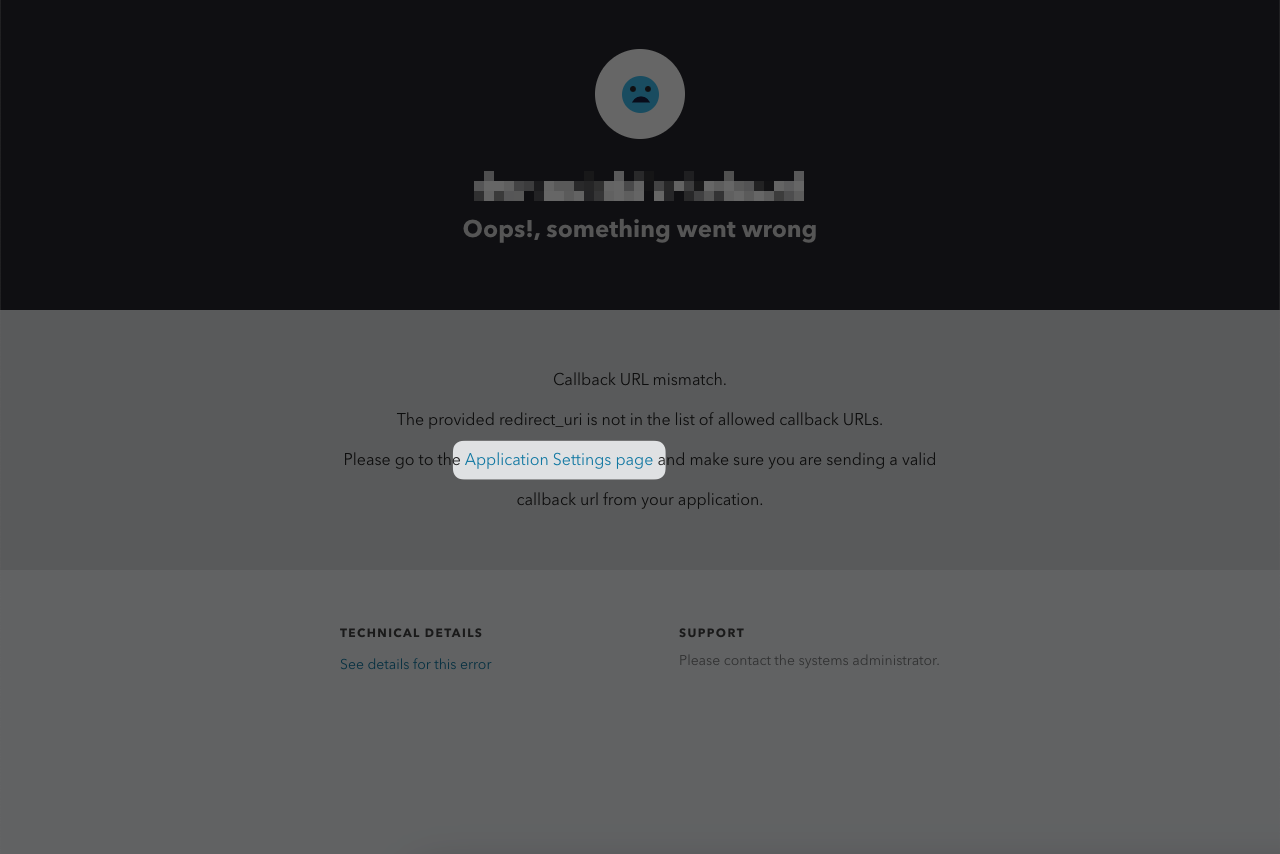 Oops!, something went wrong
Callback URL mismatch.
The provided redirect_uri is not in the list of allowed callback URLs.
Please go to the Application Settings page and make sure you are sending a valid
callback url from your application.
TECHNICAL DETAILS
See details for this error
SUPPORT
Please contact the systems administrator.